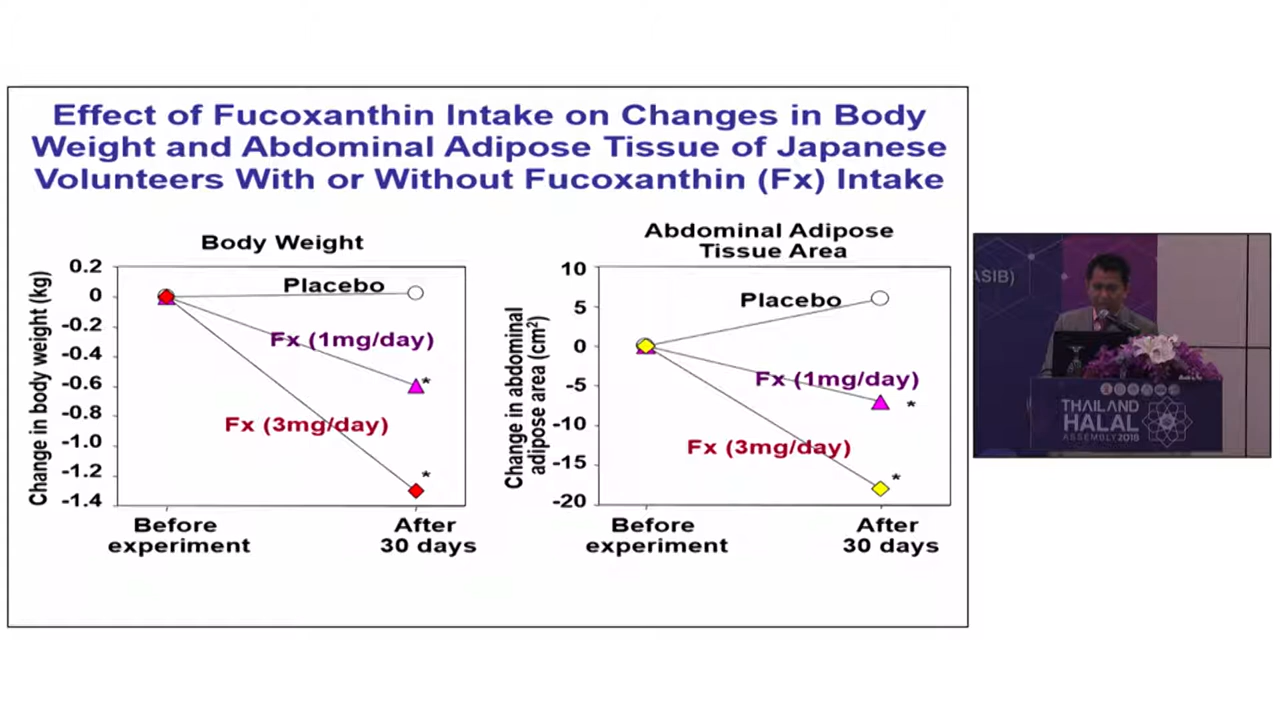 Effect of Fucoxanthin Intake on Changes in Body
Weight and Abdominal Adipose Tissue of Japanese
Volunteers With or Without Fucoxanthin (Fx) Intake
Body Weight
Change in body weight (kg)
0.2
0
-0.2
-0.4
-0.6
-0.8
-1.0
-1.2
-1.4
Placebo
Fx (1mg/day)
*
Fx (3mg/day)
*
Before
experiment
After
30 days
Abdominal Adipose
Tissue Area
Change in abdominal
adipose area (cm²)
10
5
0
-5
-10
-15
-20
Placebo
Fx (1mg/day)
*
Fx (3mg/day)
*
Before
experiment
After
30 days
ASIB)
THAILAND
HALAL
ASSEMBLY 2018